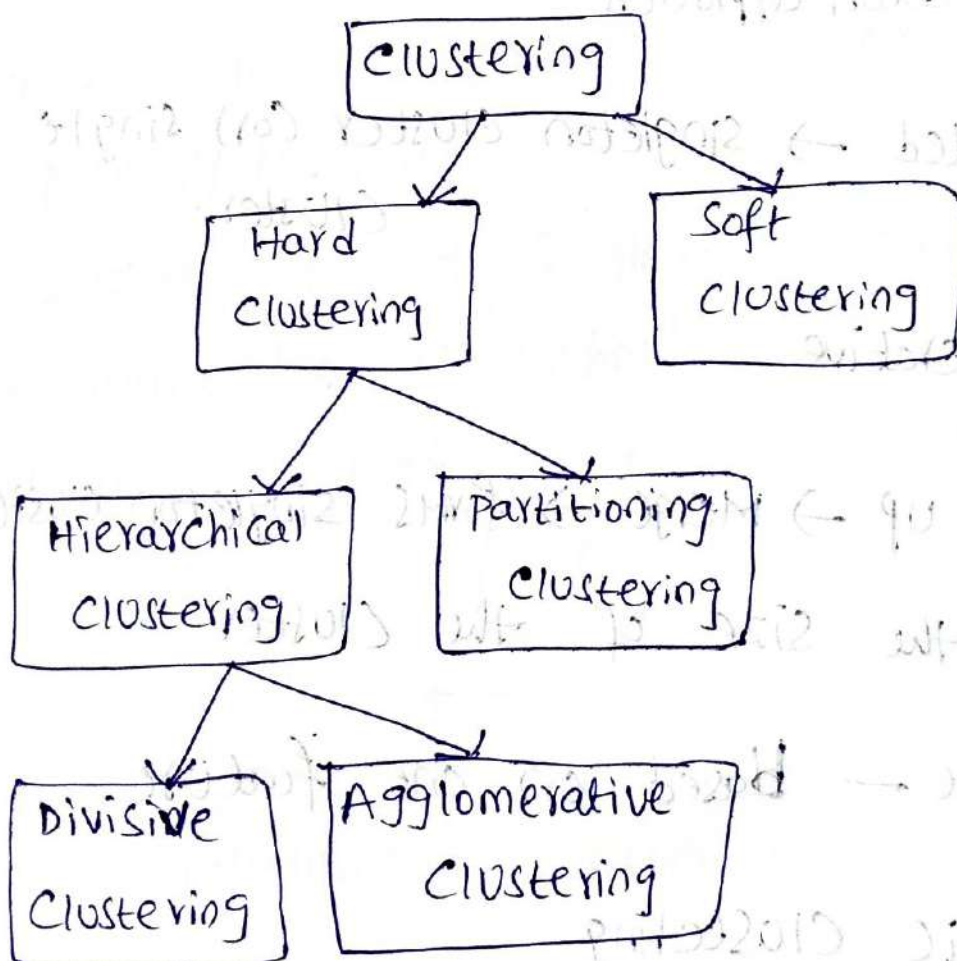 Clustering
Hard
Clustering
Soft
Clustering
Hierarchical
Clustering
Partitioning
Clustering
Divisive
Clustering
Agglomerative
Clustering